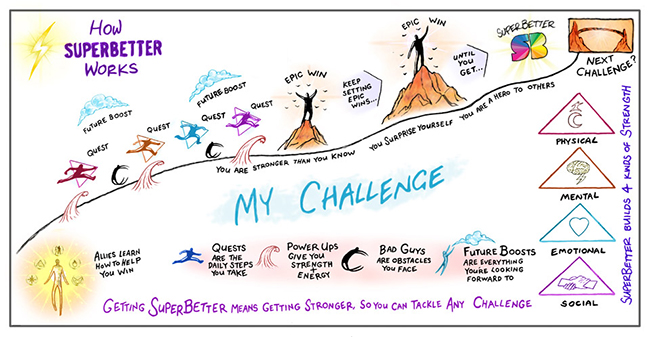 How
SUPERBETTER
WORKS
EPIC WIN
SUPERBETTER
SB
NEXT
CHALLENGE?
UNTIL
YOU
GET...
KEEP
SETTING
EPIC
WINS...
EPIC WIN
FUTURE BOOST
QUEST
FUTURE BOOST
QUEST
QUEST
QUEST
YOU ARE STRONGER THAN YOU KNOW
YOU SURPRISE YOURSELF
YOU ARE A HERO TO OTHERS
MY CHALLENGE
PHYSICAL
MENTAL
EMOTIONAL
SOCIAL
SUPERBETTER BUILDS 4 KINDS OF STRENGTH
ALLIES LEARN
HOW TO HELP
YOU WIN
QUESTS
ARE THE
DAILY STEPS
YOU TAKE
POWER UPS
GIVE YOU
STRENGTH
+
ENERGY
BAD GUYS
ARE OBSTACLES
YOU FACE
FUTURE BOOSTS
ARE EVERYTHING
YOU'RE LOOKING
FORWARD TO
GETTING SUPERBETTER MEANS GETTING STRONGER, SO YOU CAN TACKLE ANY CHALLENGE